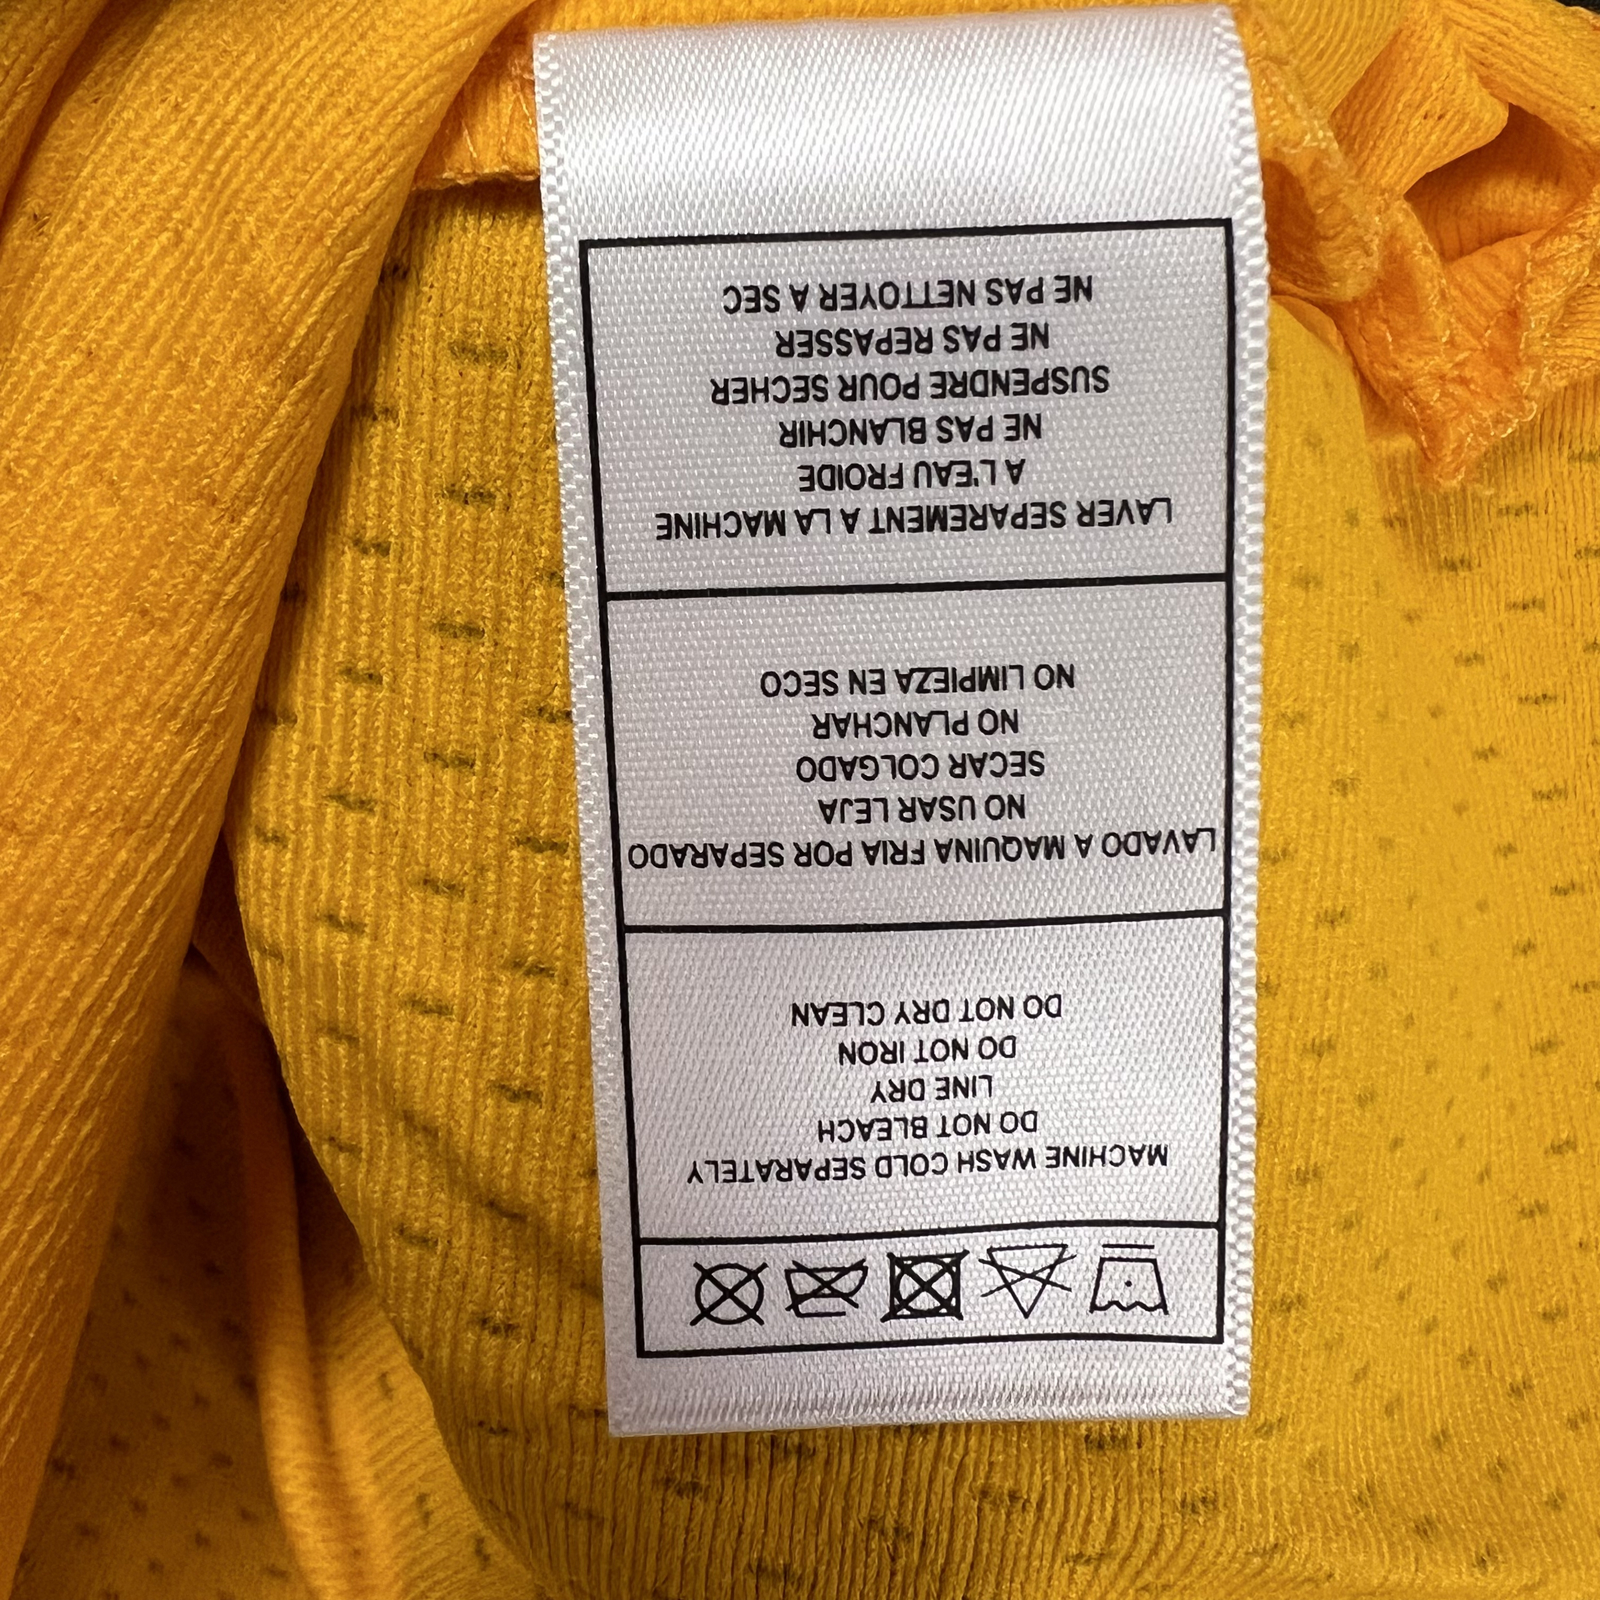 MACHINE WASH COLD SEPARATELY
DO NOT BLEACH
LINE DRY
DO NOT IRON
DO NOT DRY CLEAN
LAVADO A MAQUINA FRIA POR SEPARADO
NO USAR LEJA
SECAR COLGADO
NO PLANCHAR
NO LIMPIEZA EN SECO
LAVER SEPAREMENT A LA MACHINE
A L'EAU FROIDE
NE PAS BLANCHIR
SUSPENDRE POUR SECHER
NE PAS REPASSER
NE PAS NETTOYER A SEC